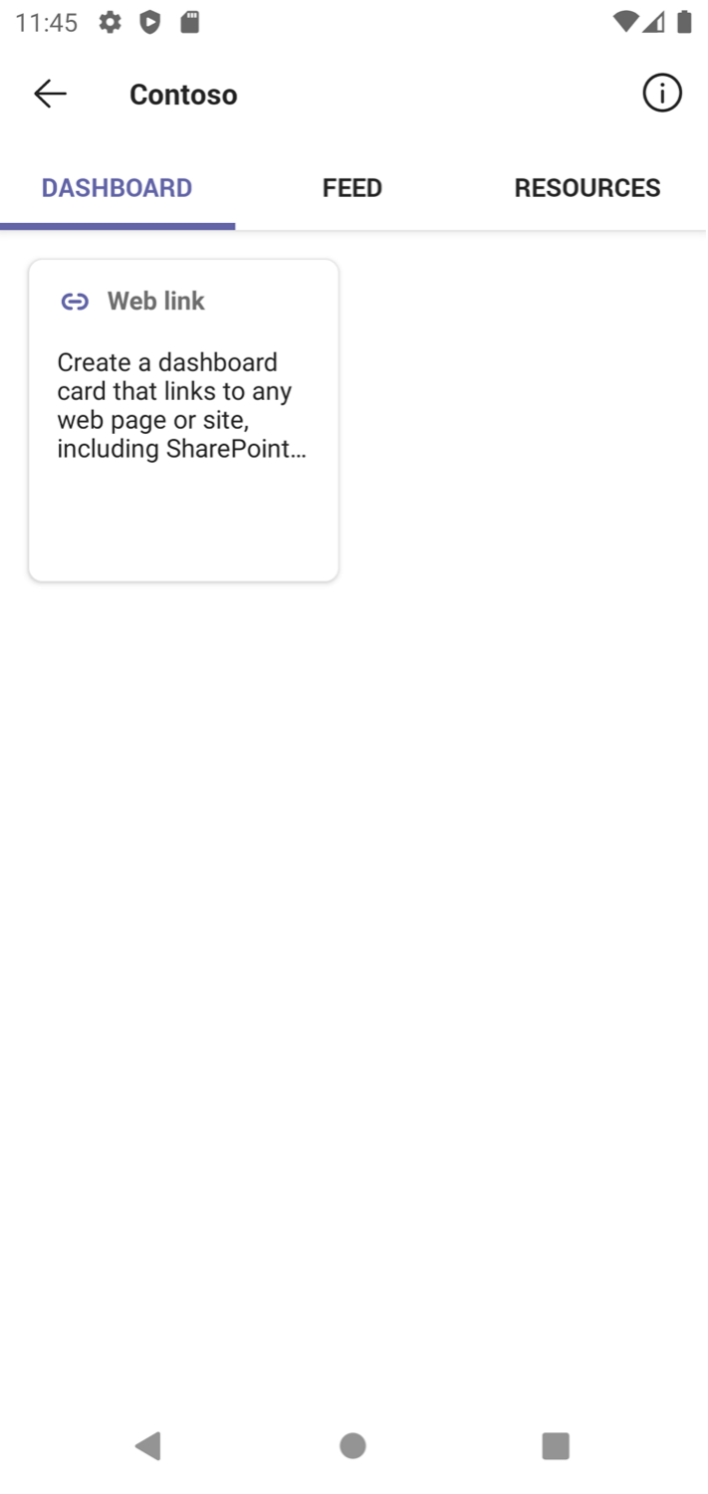 11:45
Contoso
DASHBOARD FEED RESOURCES
Web link
Create a dashboard
card that links to any
web page or site,
including SharePoint...